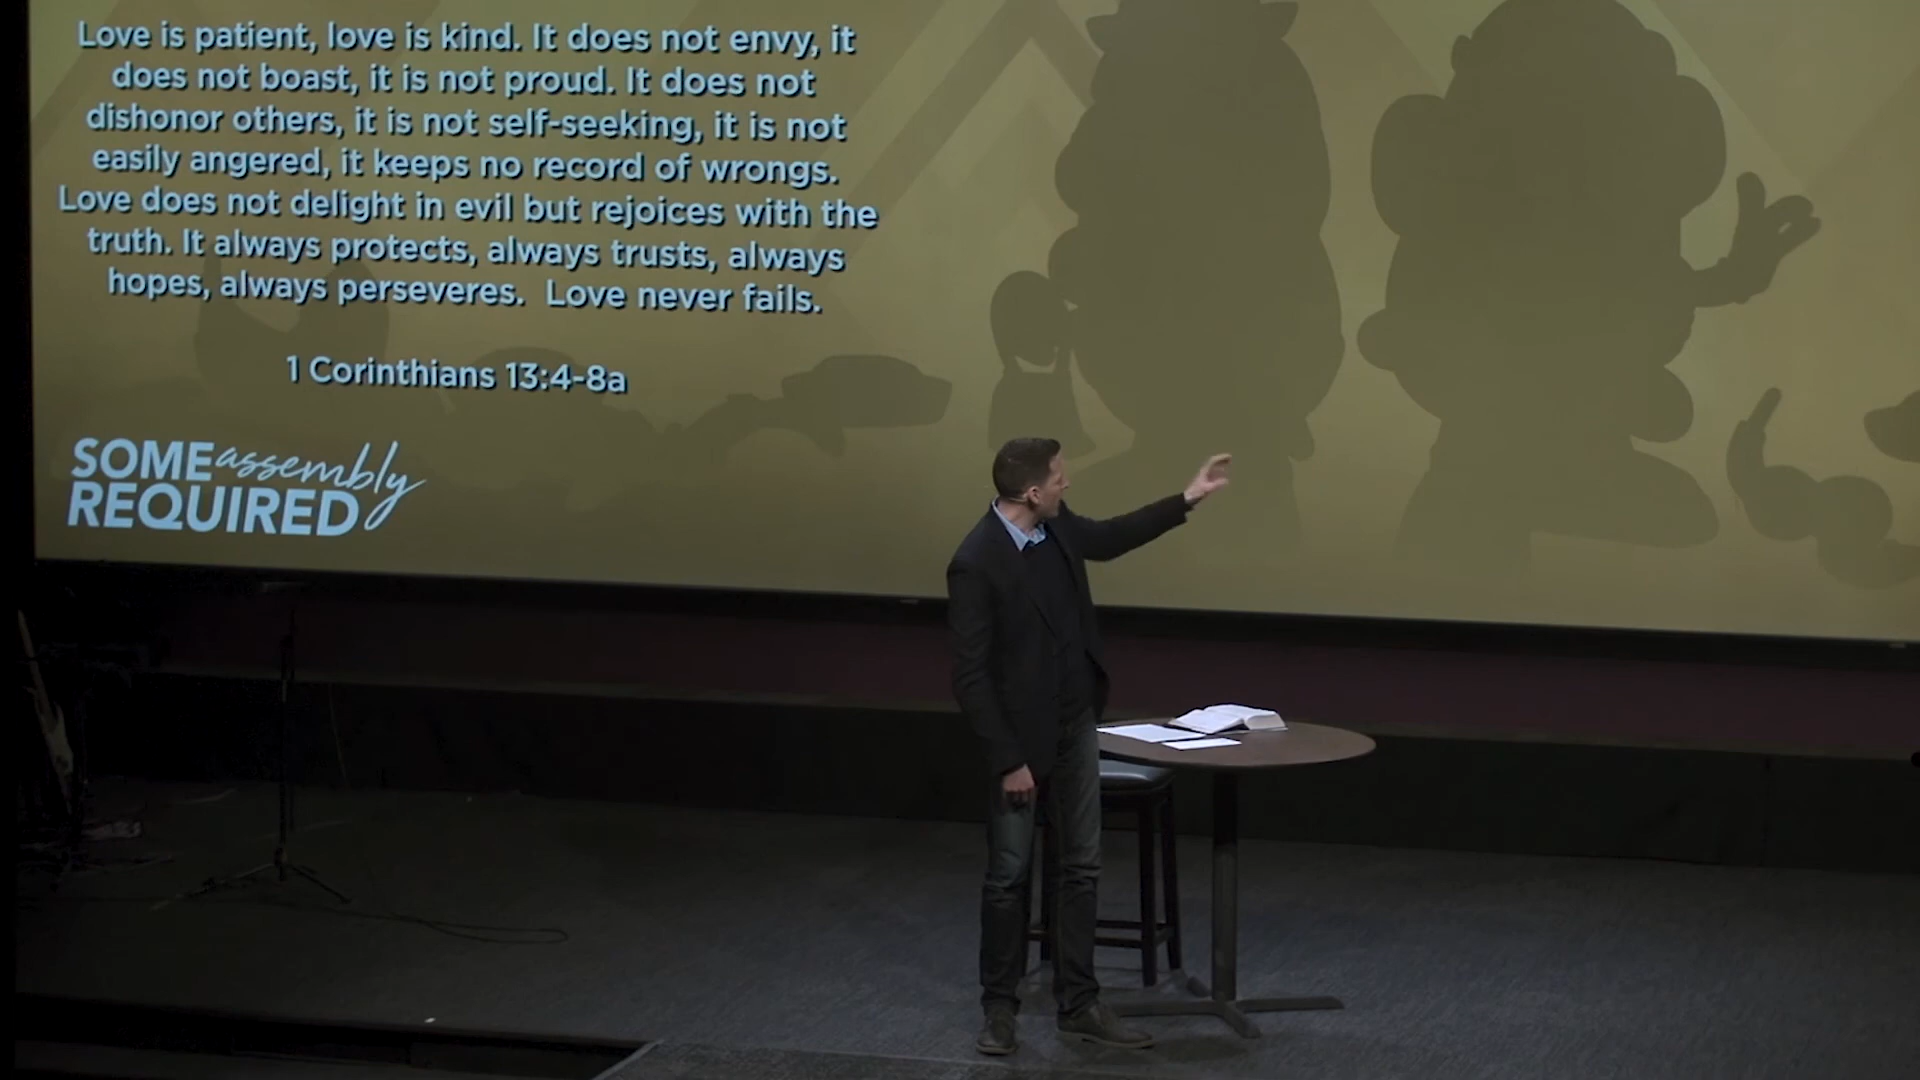 Love is patient, love is kind. It does not envy, it
does not boast, it is not proud. It does not
dishonor others, it is not self-seeking, it is not
easily angered, it keeps no record of wrongs.
Love does not delight in evil but rejoices with the
truth. It always protects, always trusts, always
hopes, always perseveres. Love never fails.
1 Corinthians 13:4-8a
SOME assembly
REQUIRED